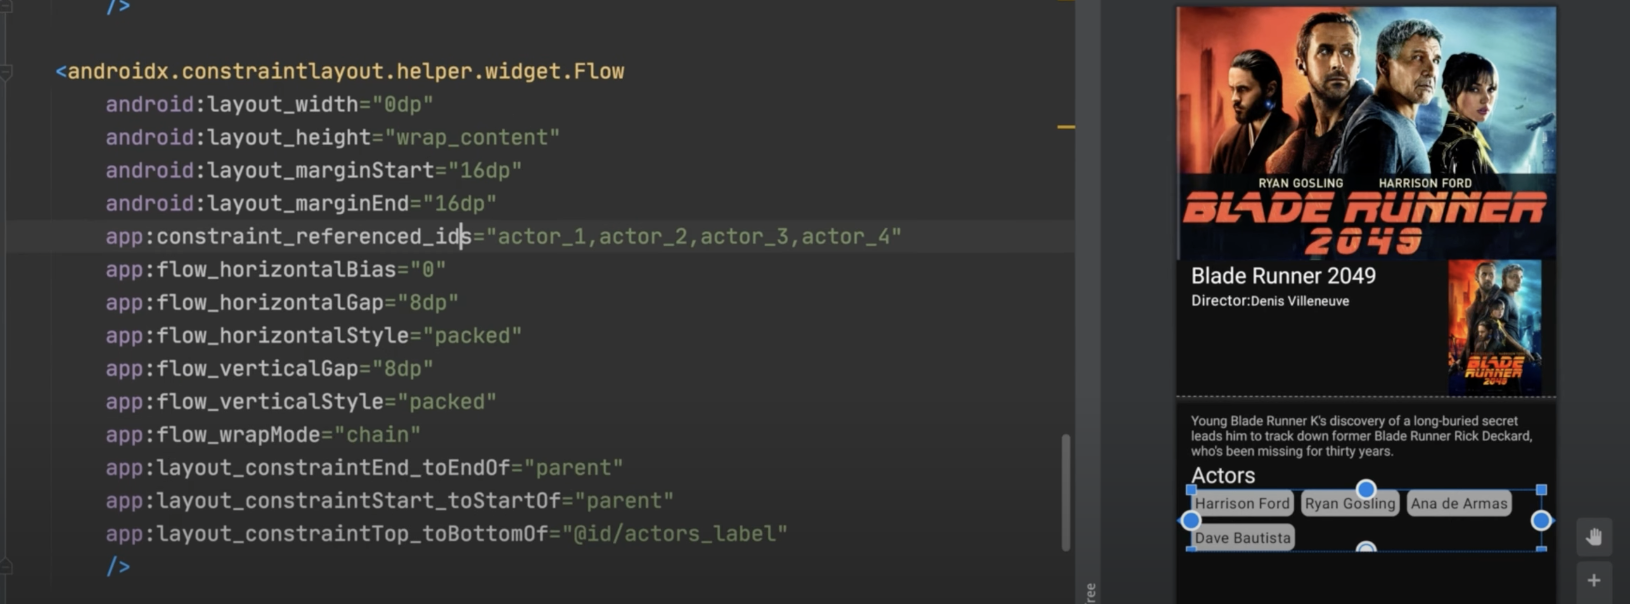 />
<androidx.constraintlayout.helper.widget.Flow
android:layout_width="0dp"
android:layout_height="wrap_content"
android:layout_marginStart="16dp"
android:layout_marginEnd="16dp"
app:constraint_referenced_ids="actor_1,actor_2,actor_3,actor_4"
app:flow_horizontalBias="0"
app:flow_horizontalGap="8dp"
app:flow_horizontalStyle="packed"
app:flow_verticalGap="8dp"
app:flow_verticalStyle="packed"
app:flow_wrapMode="chain"
app:layout_constraintEnd_toEndOf="parent"
app:layout_constraintStart_toStartOf="parent"
app:layout_constraintTop_toBottomOf="@id/actors_label"
/>
ree
RYAN GOSLING HARRISON FORD
BLADE RUNNER
2049
Blade Runner 2049
Director:Denis Villeneuve
BLADE
RUNNER
2049
Young Blade Runner K's discovery of a long-buried secret
leads him to track down former Blade Runner Rick Deckard,
who's been missing for thirty years.
Actors
Harrison Ford Ryan Gosling Ana de Armas
Dave Bautista
+